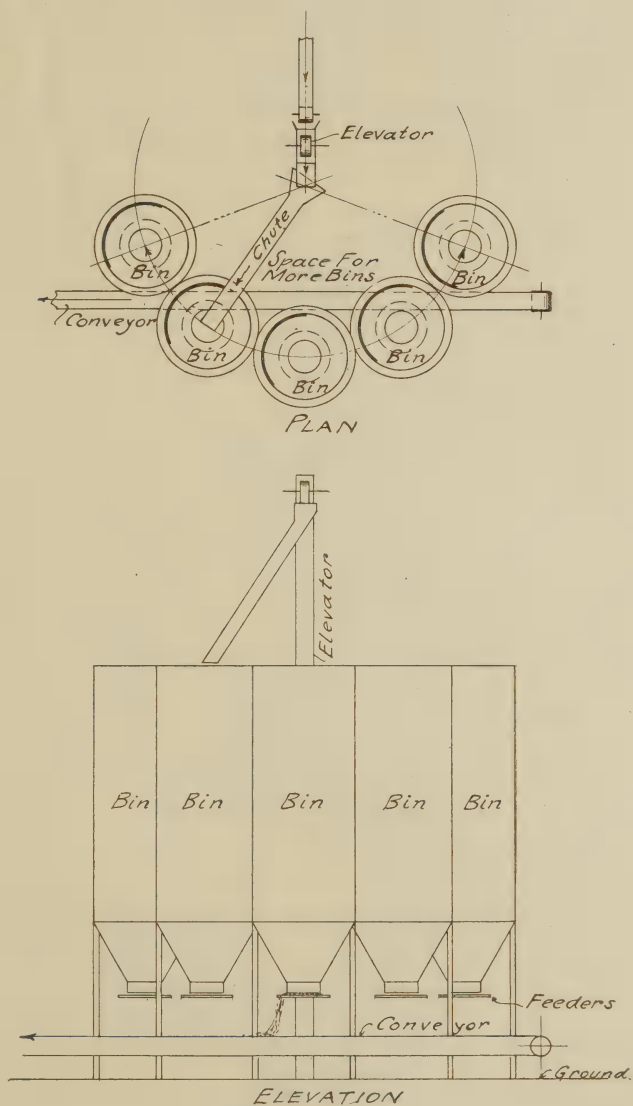 Elevator
Chute
Space For
More Bins
Bin
Bin
Conveyor
Bin
Bin
Bin
PLAN
Elevator
Bin
Bin
Bin
Bin
Bin
Feeders
Conveyor
Ground.
ELEVATION